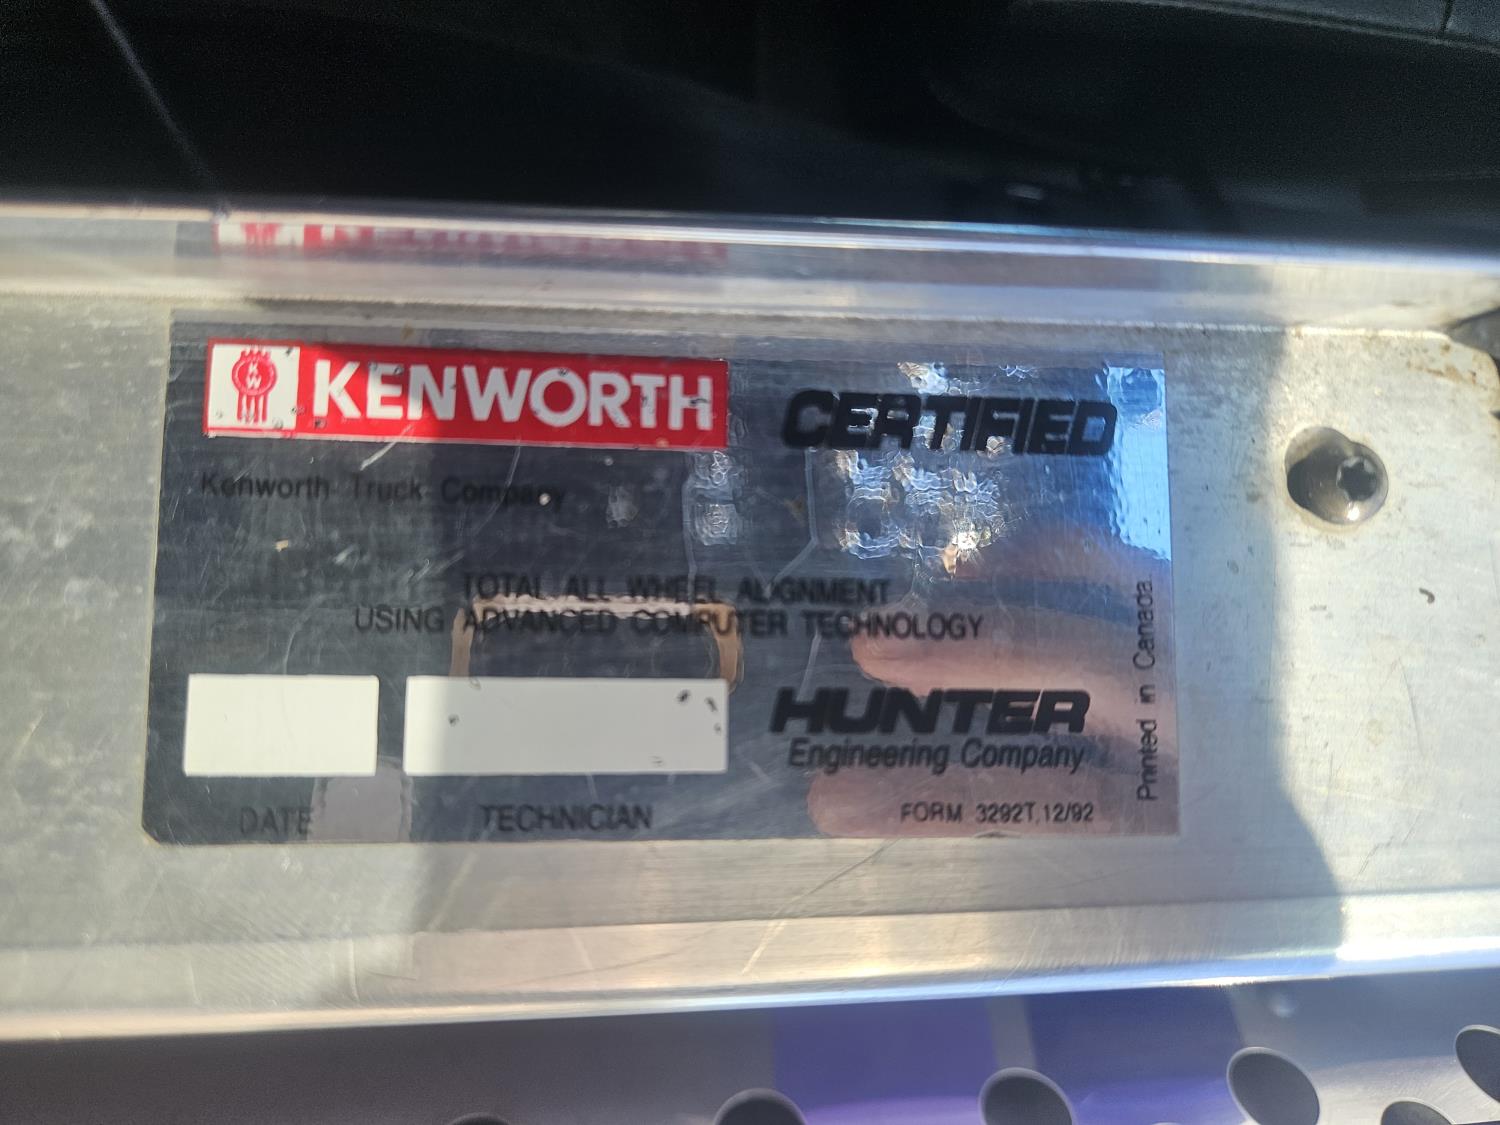 KW
KENWORTH
CERTIFIED
Kenworth Truck Company
TOTAL ALL WHEEL ALIGNMENT
USING ADVANCED COMPUTER TECHNOLOGY
HUNTER
Engineering Company
DATE
TECHNICIAN
FORM 3292T, 12/92
Printed in Canada.